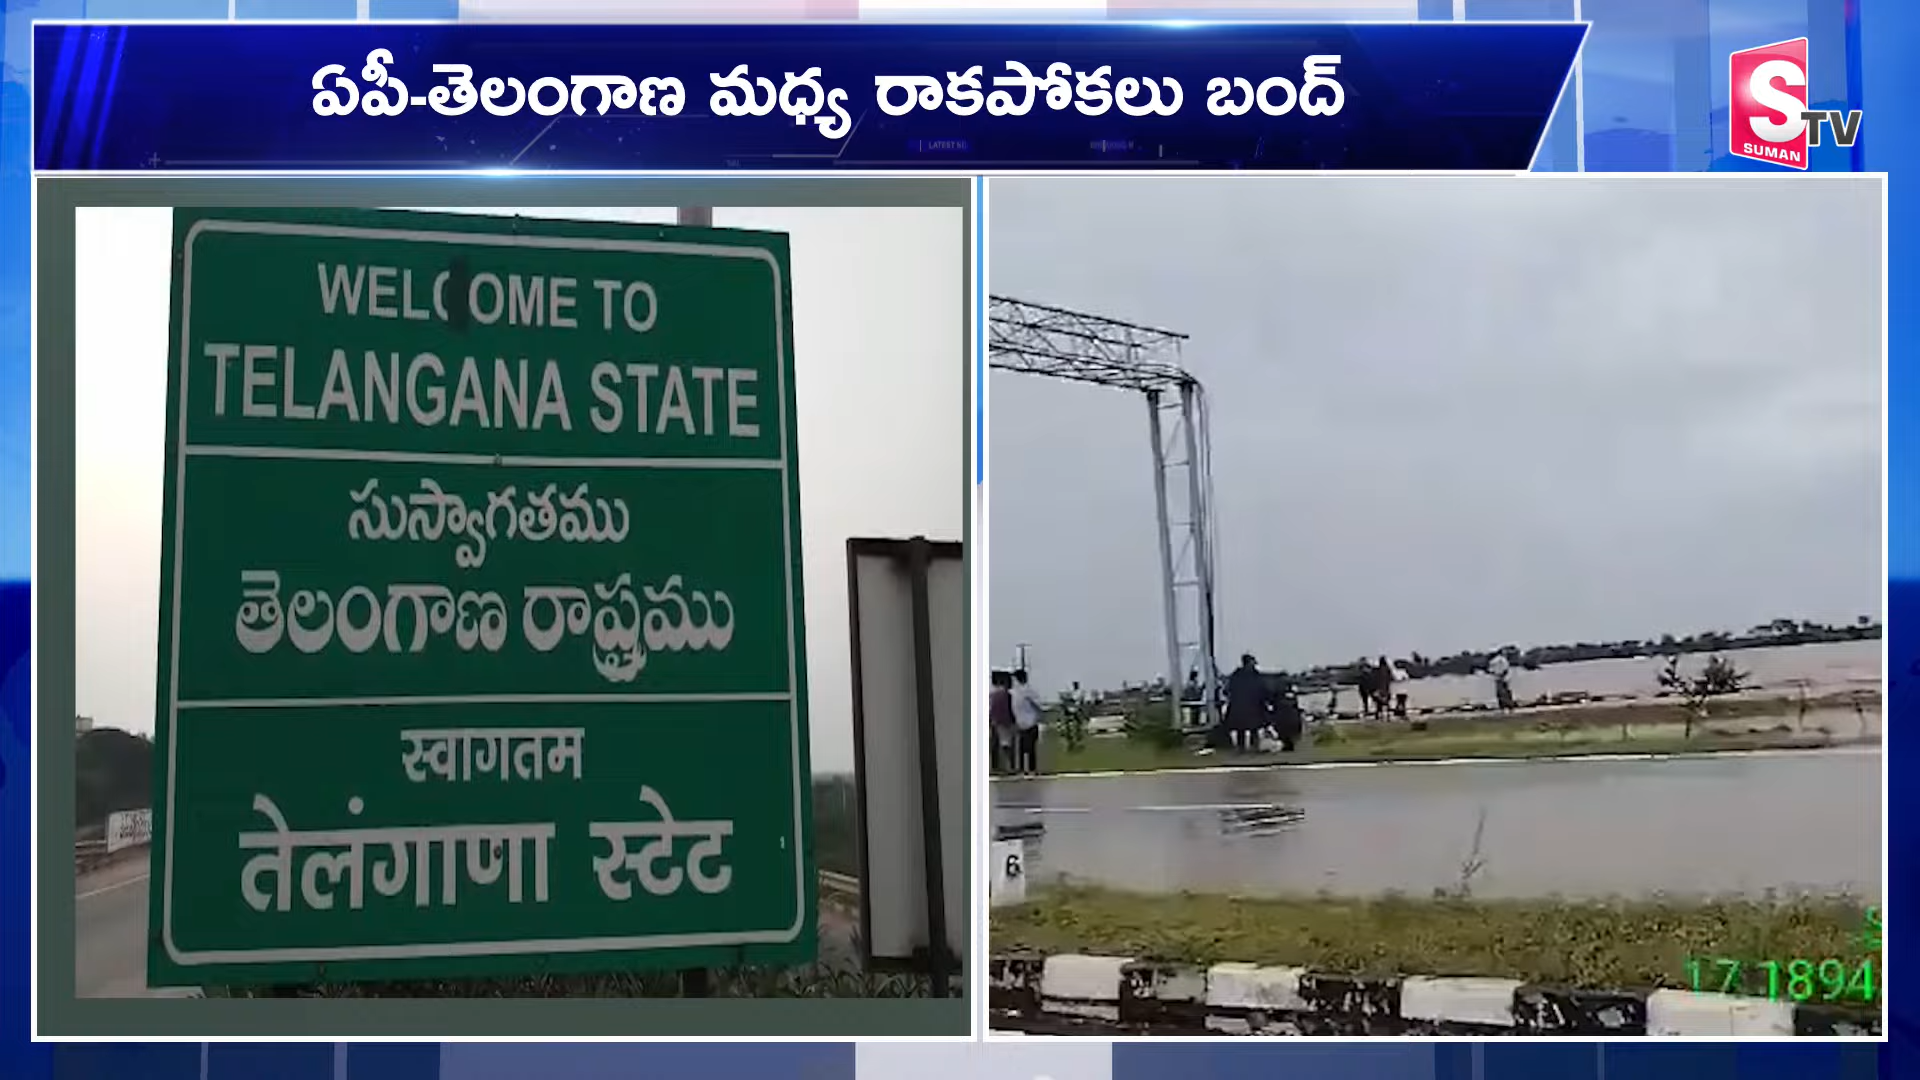 ఏపీ-తెలంగాణ మధ్య రాకపోకలు బంద్
S TV
SUMAN
WELCOME TO
TELANGANA STATE
సుస్వాగతము
తెలంగాణ రాష్ట్రము
स्वागतम
तेलंगाणा स्टेट
6
17.1894